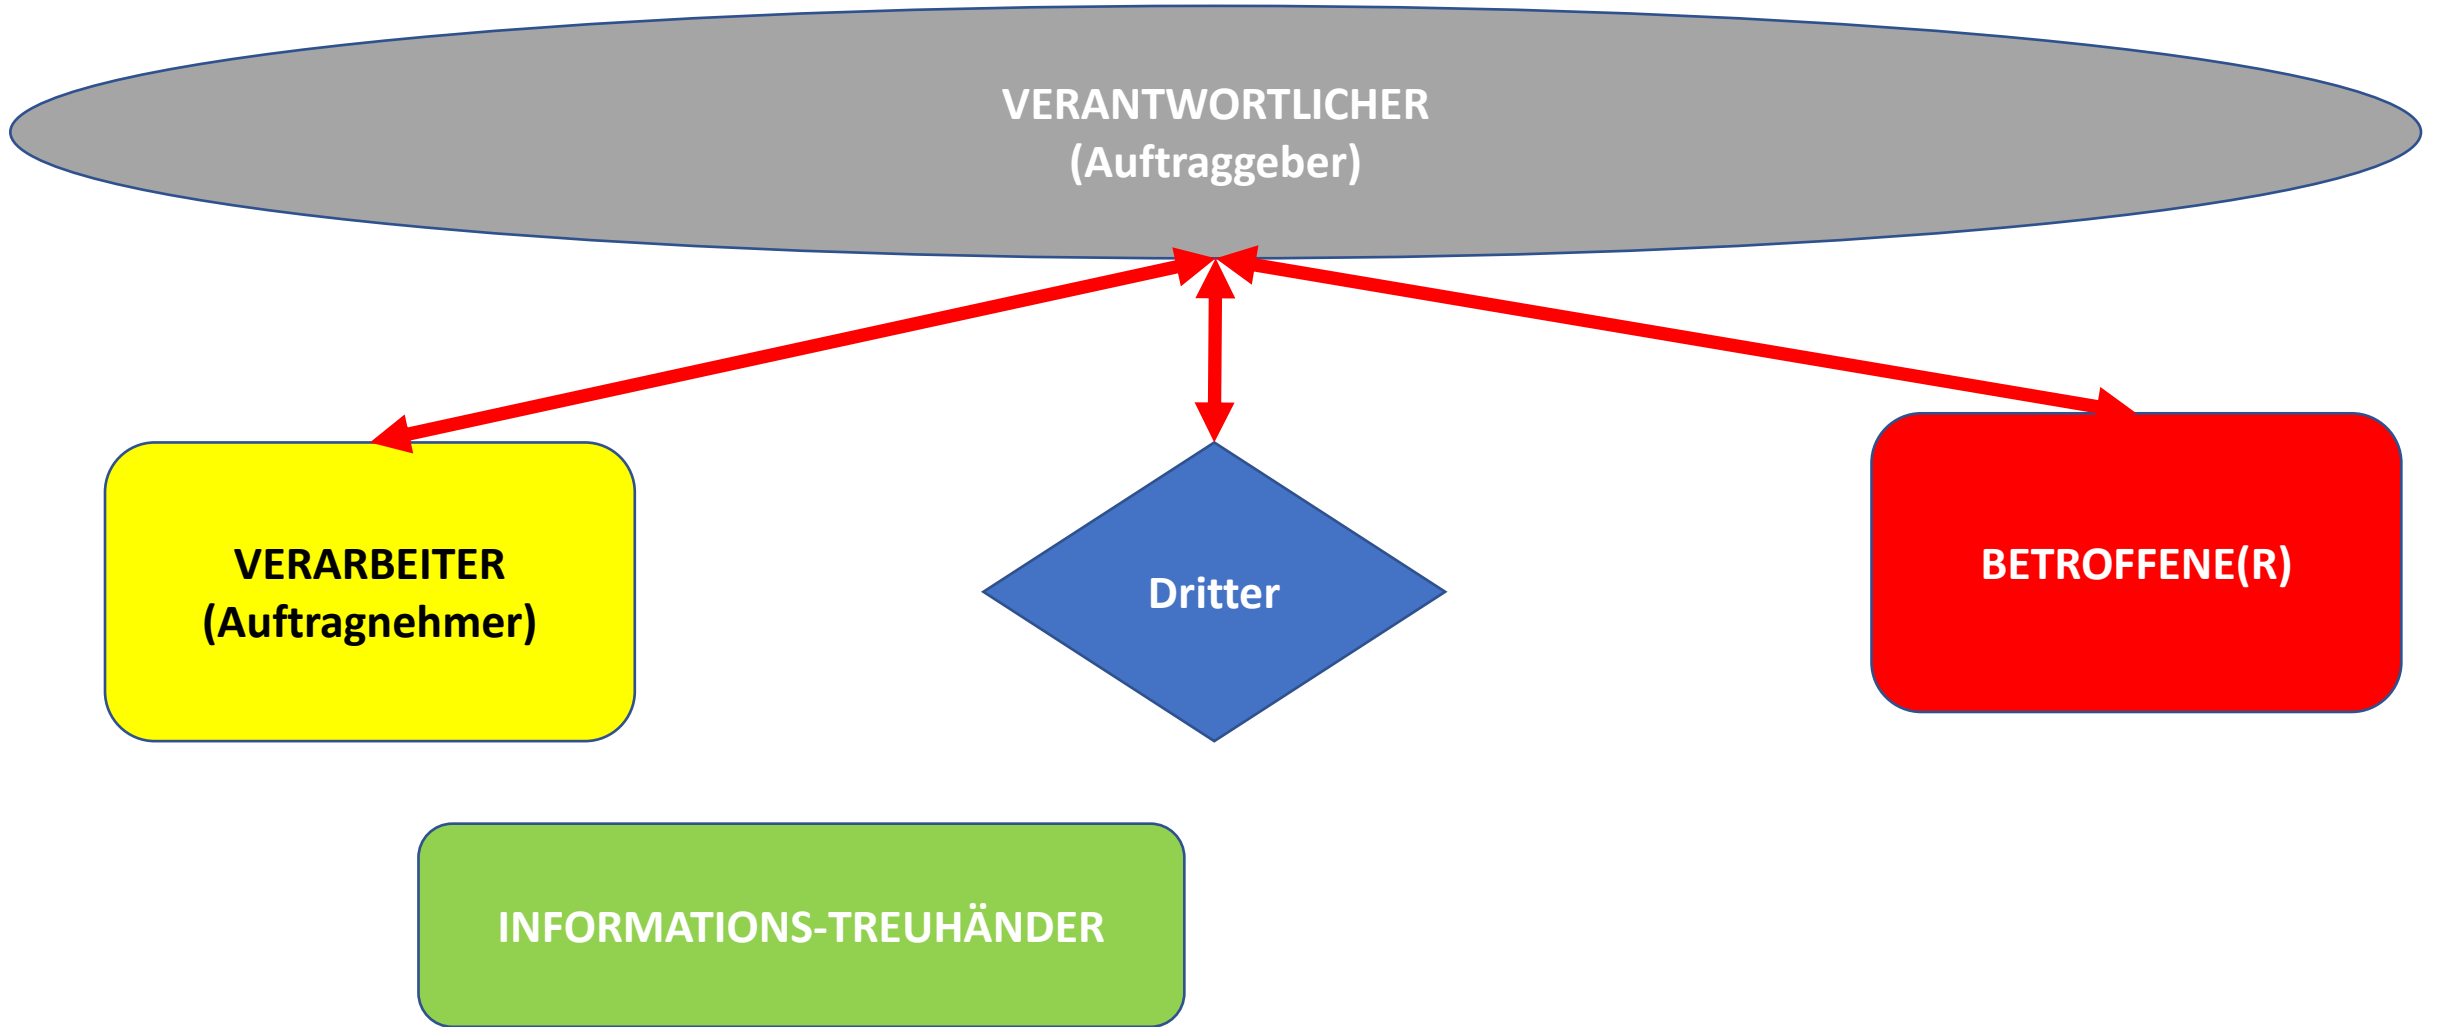 VERANTWORTLICHER
(Auftraggeber)
VERARBEITER
(Auftragnehmer)
Dritter
BETROFFENE(R)
INFORMATIONS-TREUHÄNDER